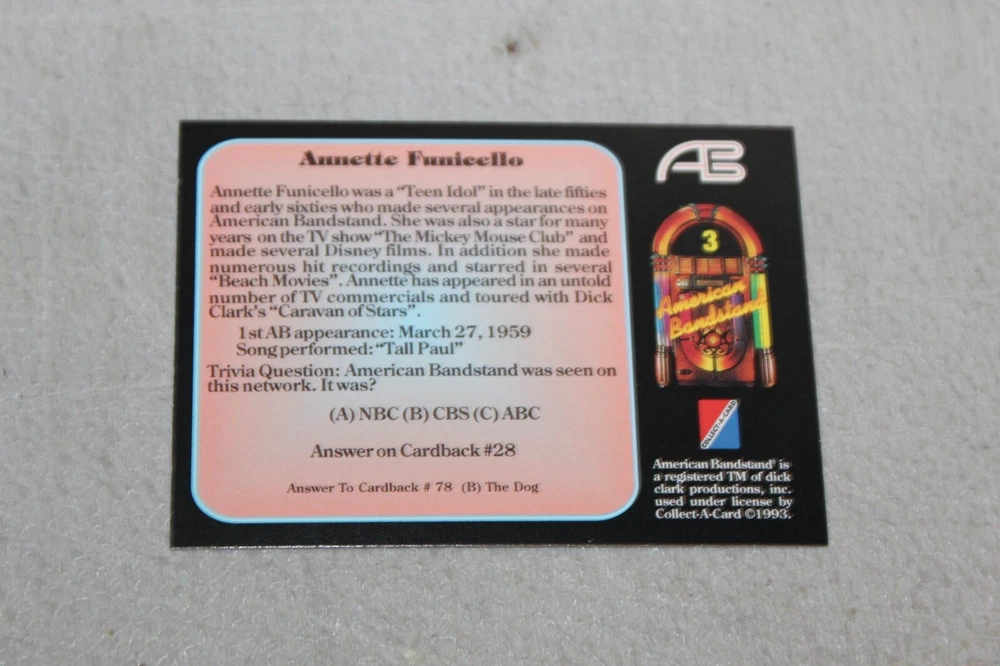 Annette Funicello
Annette Funicello was a “Teen Idol” in the late fifties
and early sixties who made several appearances on
American Bandstand. She was also a star for many
years on the TV show “The Mickey Mouse Club” and
made several Disney films. In addition she made
numerous hit recordings and starred in several
“Beach Movies”. Annette has appeared in an untold
number of TV commercials and toured with Dick
Clark’s “Caravan of Stars”.
1st AB appearance: March 27, 1959
Song performed: “Tall Paul”
Trivia Question: American Bandstand was seen on
this network. It was?
(A) NBC (B) CBS (C) ABC
Answer on Cardback #28
Answer To Cardback # 78 (B) The Dog
AB
3
American
Bandstand
COLLECT-A-CARD
American Bandstand® is
a registered TM of dick
clark productions, inc.
used under license by
Collect-A-Card ©1993.